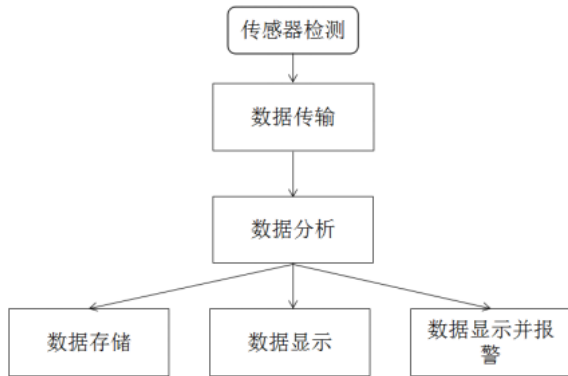 传感器检测
数据传输
数据分析
数据存储
数据显示
数据显示并报
警